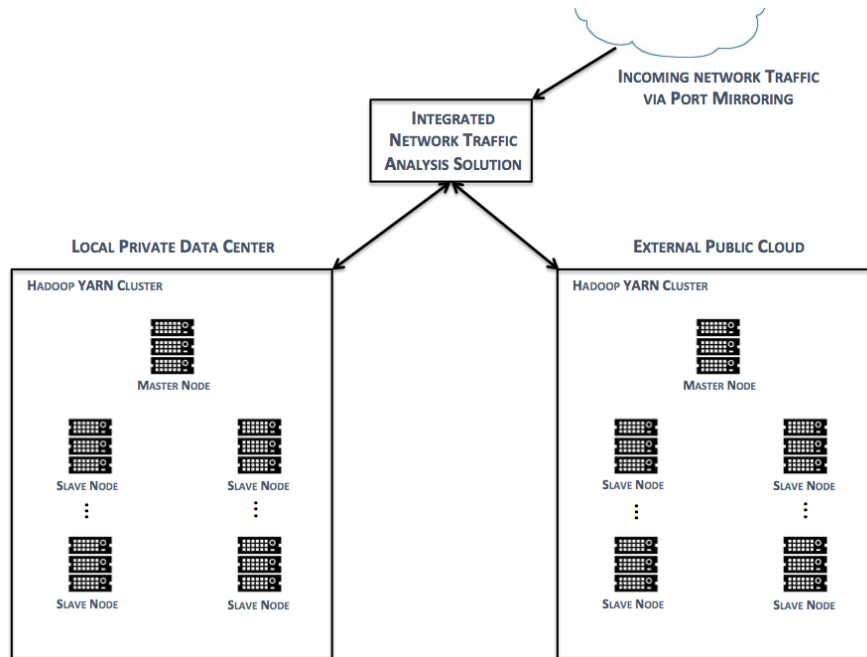 INCOMING NETWORK TRAFFIC
VIA PORT MIRRORING
INTEGRATED
NETWORK TRAFFIC
ANALYSIS SOLUTION
LOCAL PRIVATE DATA CENTER
HADOOP YARN CLUSTER
MASTER NODE
SLAVE NODE
SLAVE NODE
SLAVE NODE
SLAVE NODE
EXTERNAL PUBLIC CLOUD
HADOOP YARN CLUSTER
MASTER NODE
SLAVE NODE
SLAVE NODE
SLAVE NODE
SLAVE NODE